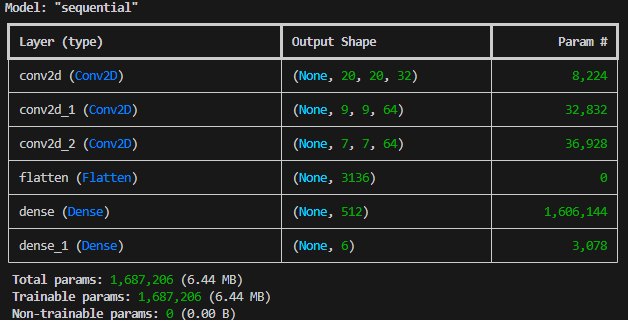 Model: "sequential"
Layer (type) Output Shape Param #
conv2d (Conv2D) (None, 20, 20, 32) 8,224
conv2d_1 (Conv2D) (None, 9, 9, 64) 32,832
conv2d_2 (Conv2D) (None, 7, 7, 64) 36,928
flatten (Flatten) (None, 3136) 0
dense (Dense) (None, 512) 1,606,144
dense_1 (Dense) (None, 6) 3,078
Total params: 1,687,206 (6.44 MB)
Trainable params: 1,687,206 (6.44 MB)
Non-trainable params: 0 (0.00 B)